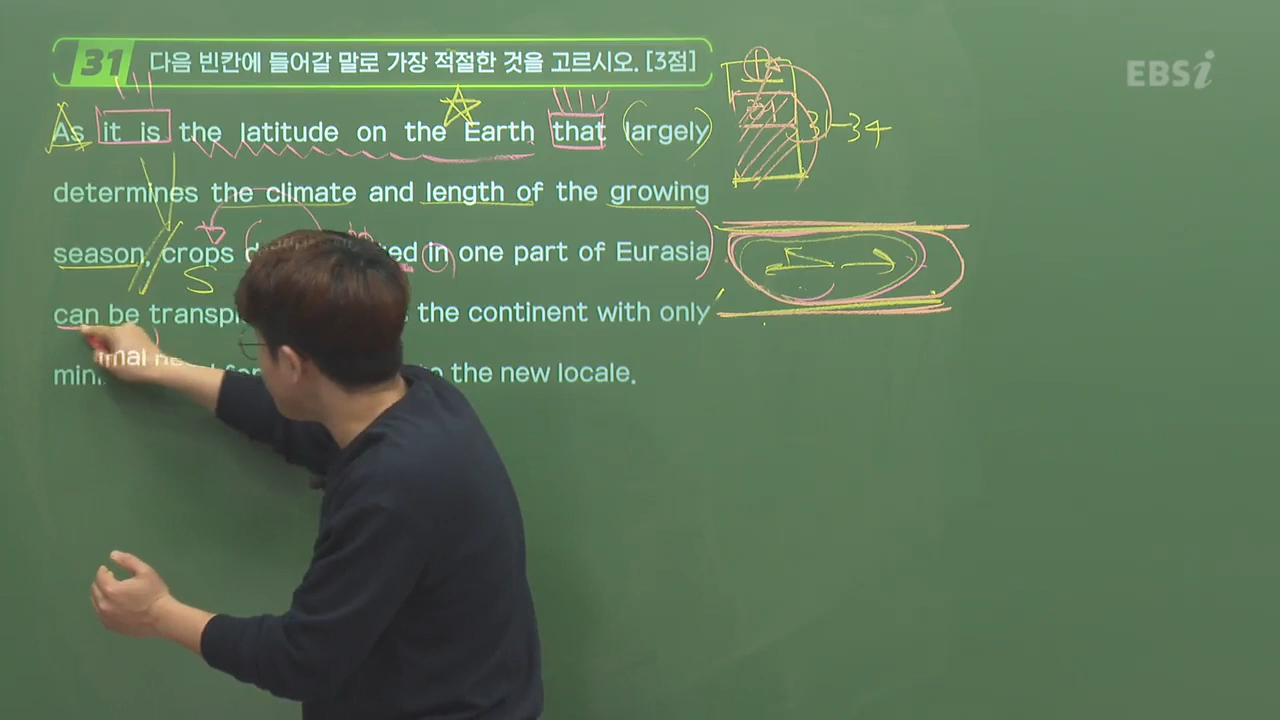 31 다음 빈칸에 들어갈 말로 가장 적절한 것을 고르시오. [3점]
EBSi
As it is the latitude on the Earth that (largely)
34
determines the climate and length of the growing
season, crops in one part of Eurasia
S
can be the continent with only
the new locale.